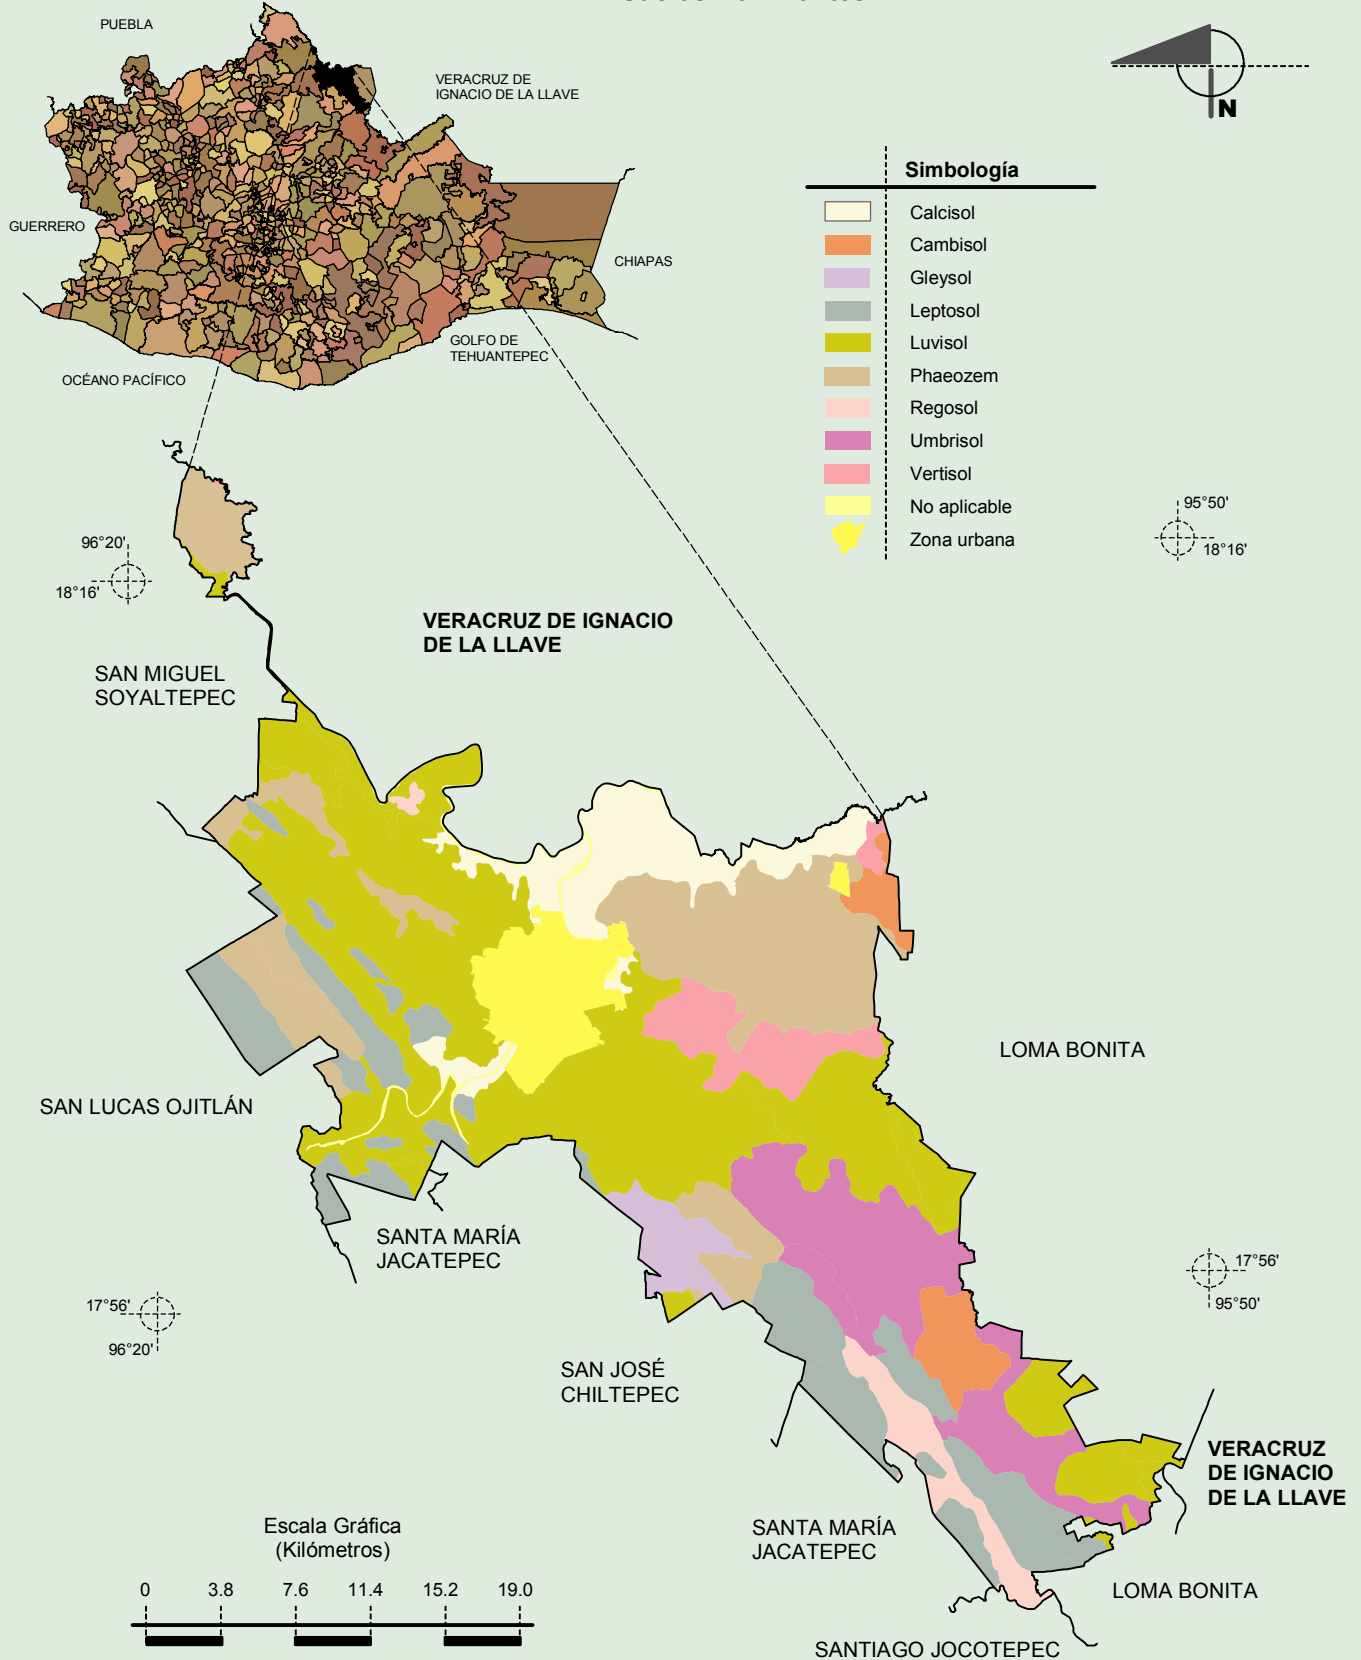 PUEBLA
VERACRUZ DE
IGNACIO DE LA LLAVE
GUERRERO
CHIAPAS
GOLFO DE
TEHUANTEPEC
OCÉANO PACÍFICO
N
Simbología
Calcisol
Cambisol
Gleysol
Leptosol
Luvisol
Phaeozem
Regosol
Umbrisol
Vertisol
No aplicable
Zona urbana
96°20'
18°16'
95°50'
18°16'
VERACRUZ DE IGNACIO
DE LA LLAVE
SAN MIGUEL
SOYALTEPEC
LOMA BONITA
SAN LUCAS OJITLÁN
SANTA MARÍA
JACATEPEC
17°56'
96°20'
17°56'
95°50'
SAN JOSÉ
CHILTEPEC
VERACRUZ
DE IGNACIO
DE LA LLAVE
SANTA MARÍA
JACATEPEC
LOMA BONITA
SANTIAGO JOCOTEPEC
Escala Gráfica
(Kilómetros)
0 3.8 7.6 11.4 15.2 19.0